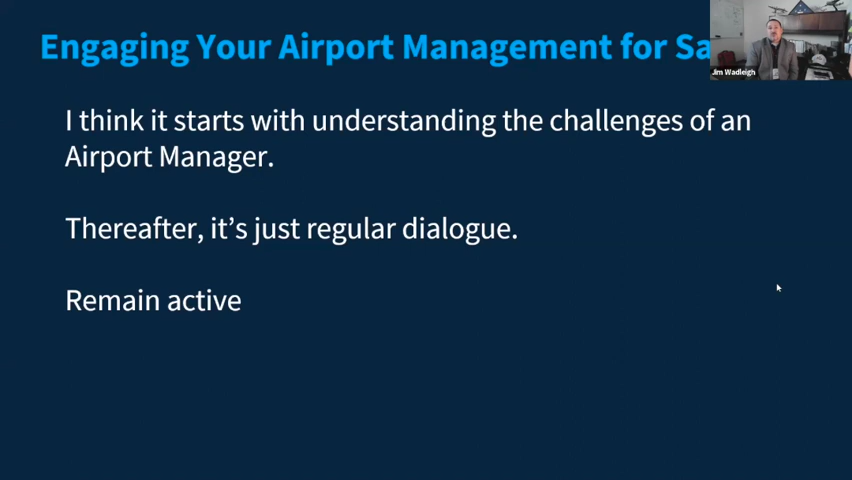 Engaging Your Airport Management for
Jim Wadleigh
I think it starts with understanding the challenges of an
Airport Manager.
Thereafter, it's just regular dialogue.
Remain active